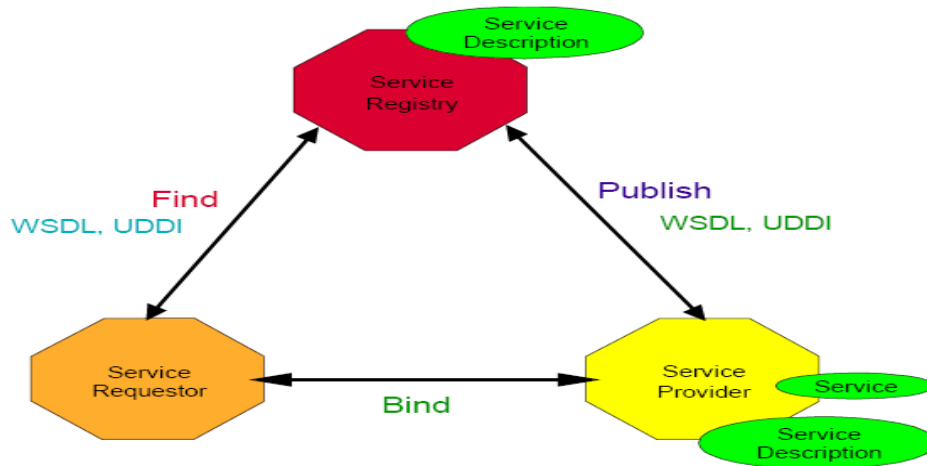 Service
Description
Service
Registry
Find
WSDL, UDDI
Publish
WSDL, UDDI
Service
Requestor
Bind
Service
Provider
Service
Service
Description